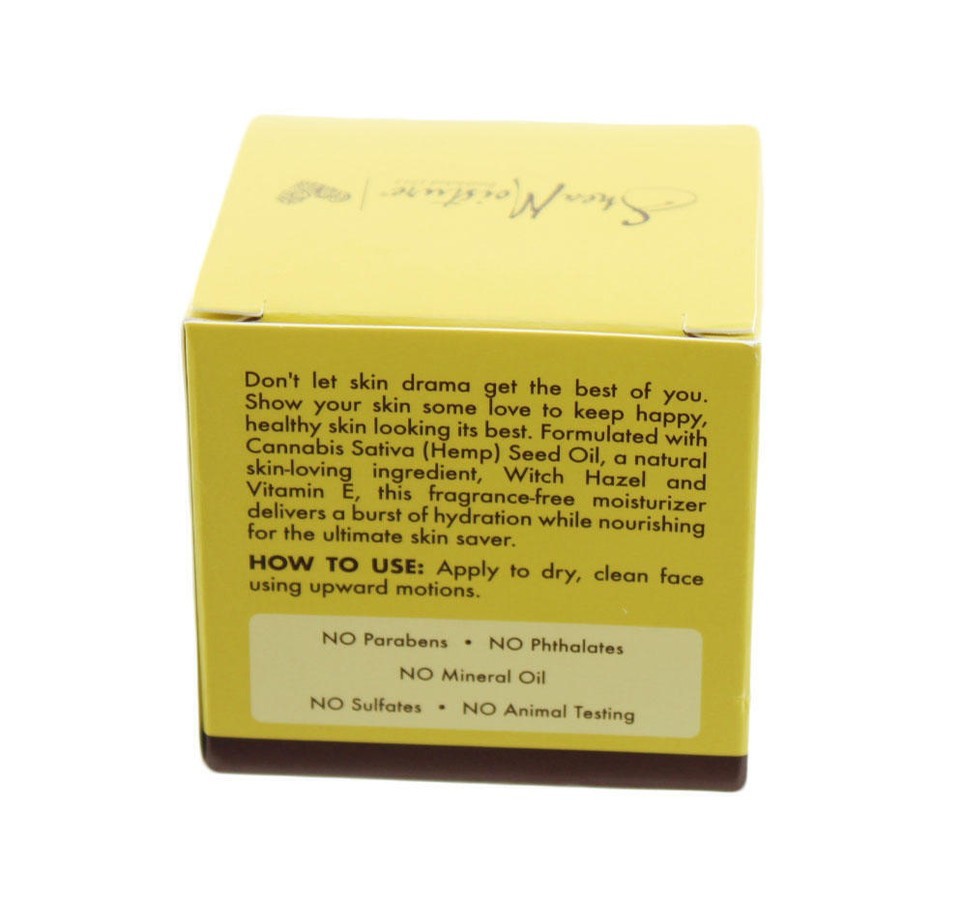 SheaMoisture
Don't let skin drama get the best of you.
Show your skin some love to keep happy,
healthy skin looking its best. Formulated with
Cannabis Sativa (Hemp) Seed Oil, a natural
skin-loving ingredient, Witch Hazel and
Vitamin E, this fragrance-free moisturizer
delivers a burst of hydration while nourishing
for the ultimate skin saver.
HOW TO USE: Apply to dry, clean face
using upward motions.
NO Parabens • NO Phthalates
NO Mineral Oil
NO Sulfates • NO Animal Testing